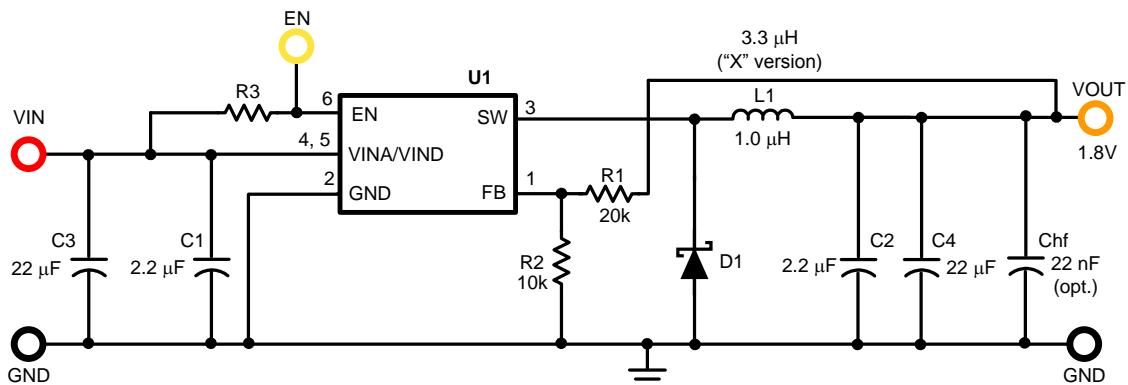 EN
3.3 μH
("X" version)
U1
R3
6
EN
SW
3
L1
VOUT
VIN
4, 5
VINA/VIND
1.0 μH
1.8V
2
GND
FB
1
R1
20k
C3
22 μF
C1
2.2 μF
R2
10k
D1
C2
2.2 μF
C4
22 μF
Chf
22 nF
(opt.)
GND
GND